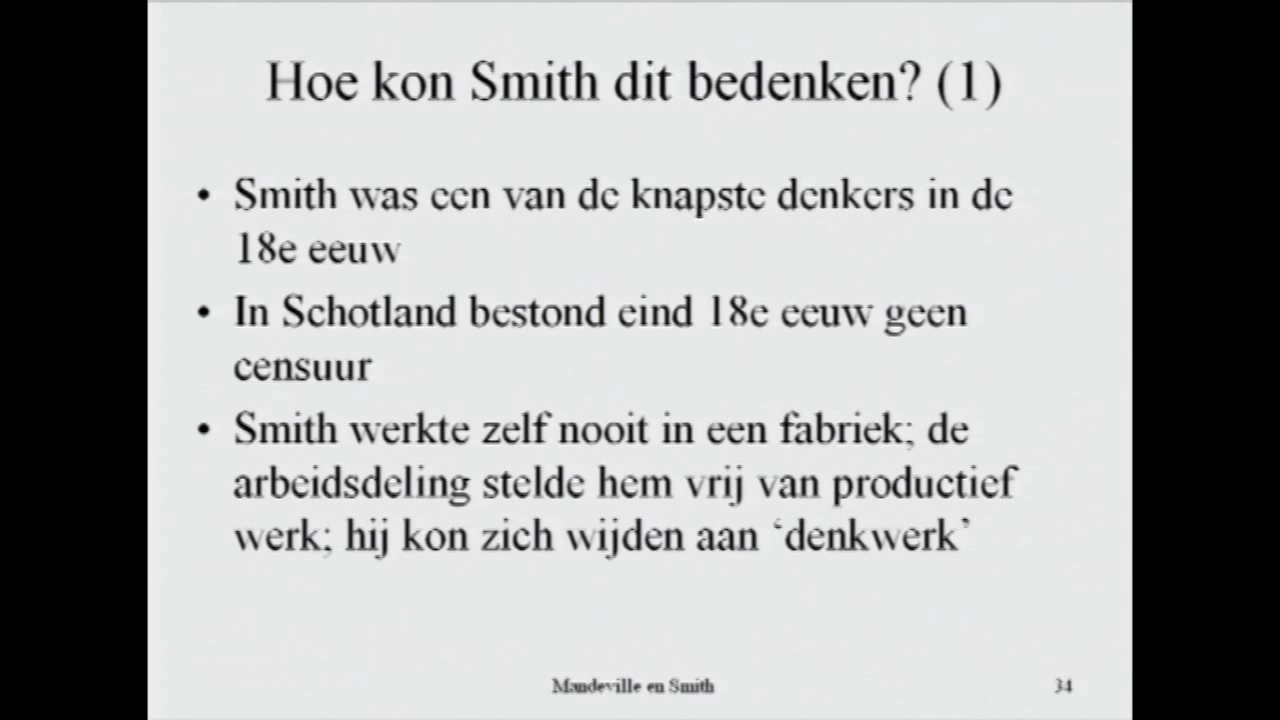 Hoe kon Smith dit bedenken? (1)
• Smith was een van de knapste denkers in de
18e eeuw
• In Schotland bestond eind 18e eeuw geen
censuur
• Smith werkte zelf nooit in een fabriek; de
arbeidsdeling stelde hem vrij van productief
werk; hij kon zich wijden aan ‘denkwerk’
Mandeville en Smith
34